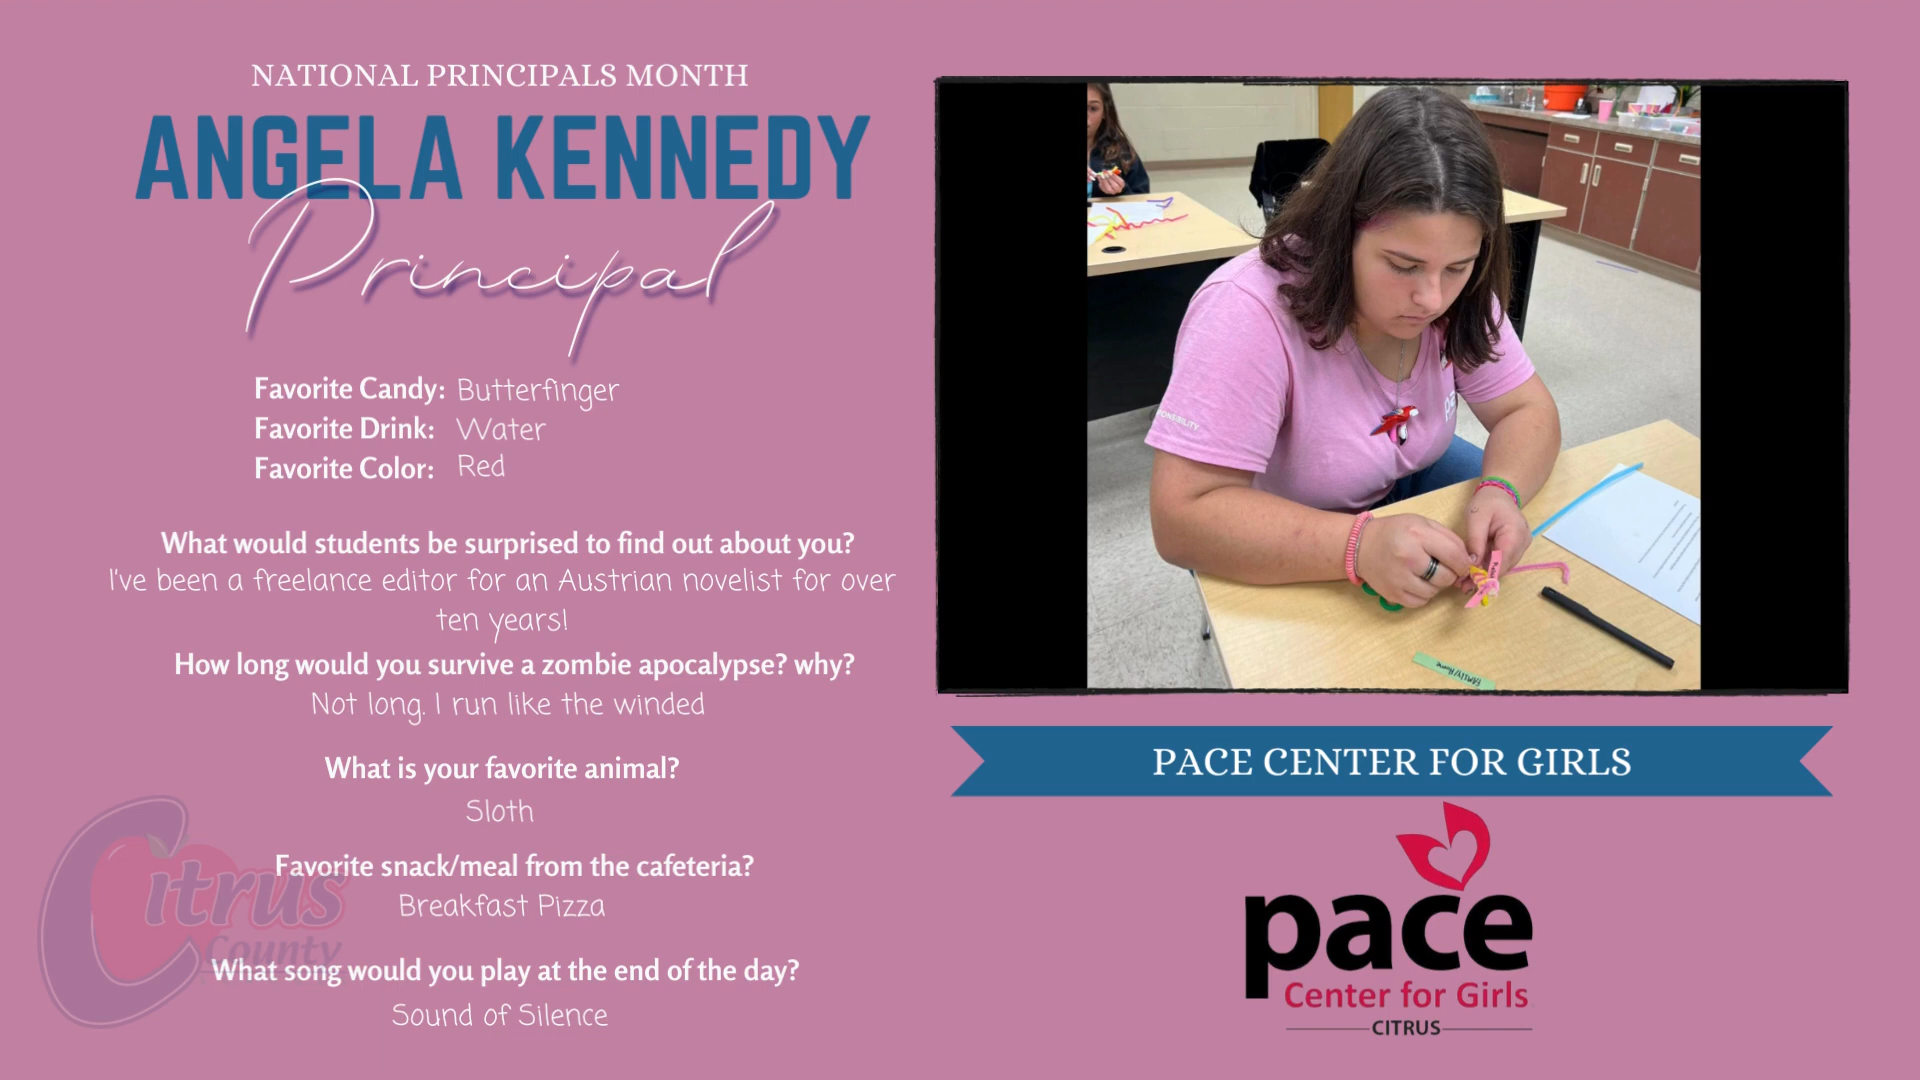 NATIONAL PRINCIPALS MONTH
ANGELA KENNEDY
Principal
Favorite Candy: Butterfinger
Favorite Drink: Water
Favorite Color: Red
What would students be surprised to find out about you?
I've been a freelance editor for an Austrian novelist for over
ten years!
How long would you survive a zombie apocalypse? why?
Not long. I run like the winded
What is your favorite animal?
Sloth
Favorite snack/meal from the cafeteria?
Breakfast Pizza
What song would you play at the end of the day?
Sound of Silence
Citrus
County
FAMILY/Home
PACE CENTER FOR GIRLS
pace
Center for Girls
CITRUS